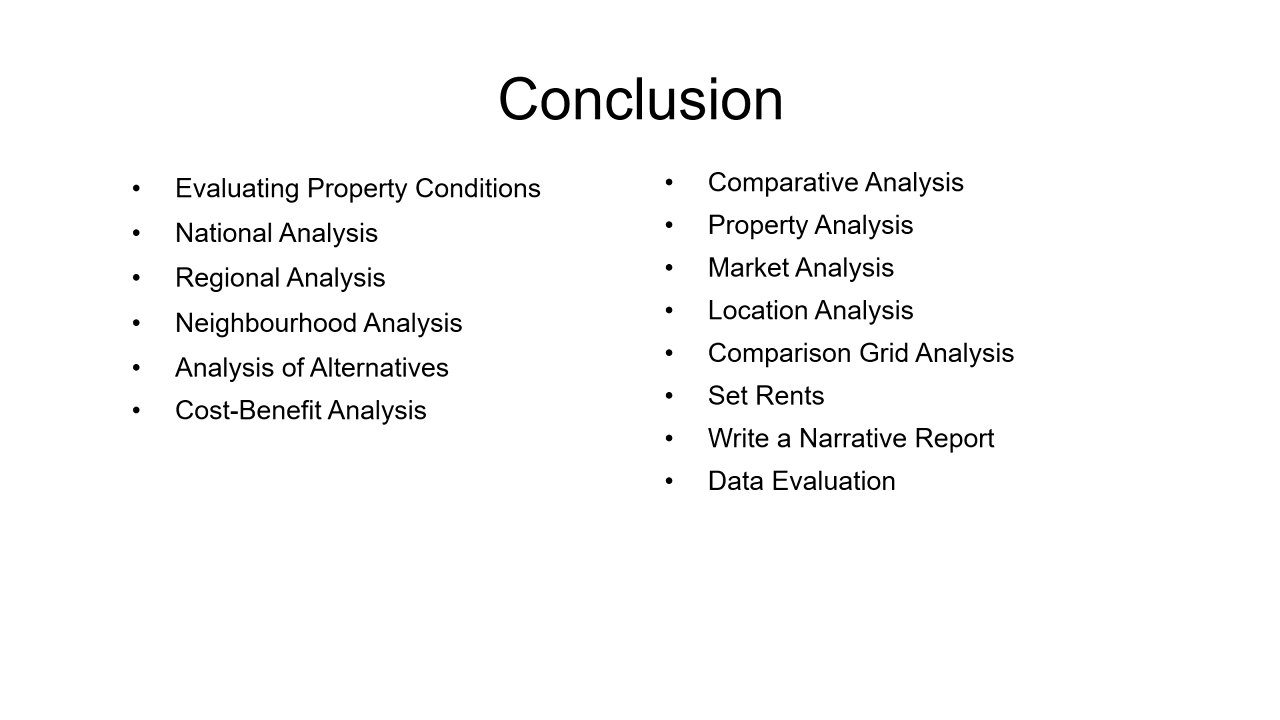 Conclusion
• Evaluating Property Conditions
• National Analysis
• Regional Analysis
• Neighbourhood Analysis
• Analysis of Alternatives
• Cost-Benefit Analysis
• Comparative Analysis
• Property Analysis
• Market Analysis
• Location Analysis
• Comparison Grid Analysis
• Set Rents
• Write a Narrative Report
• Data Evaluation